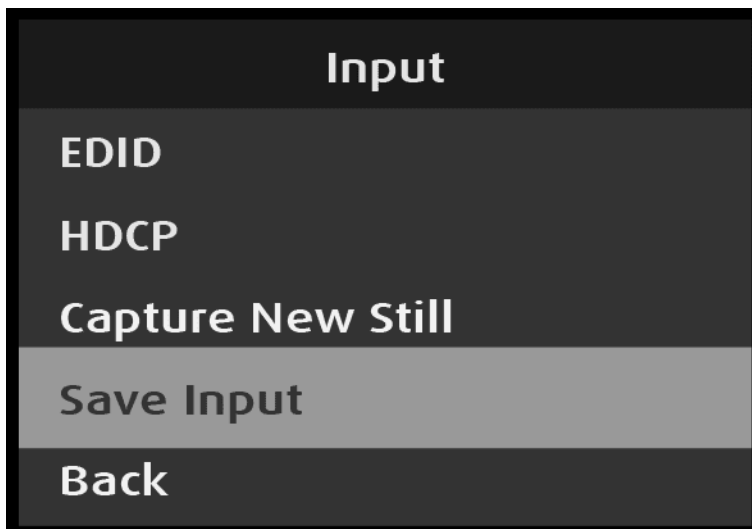 Input
EDID
HDCP
Capture New Still
Save Input
Back